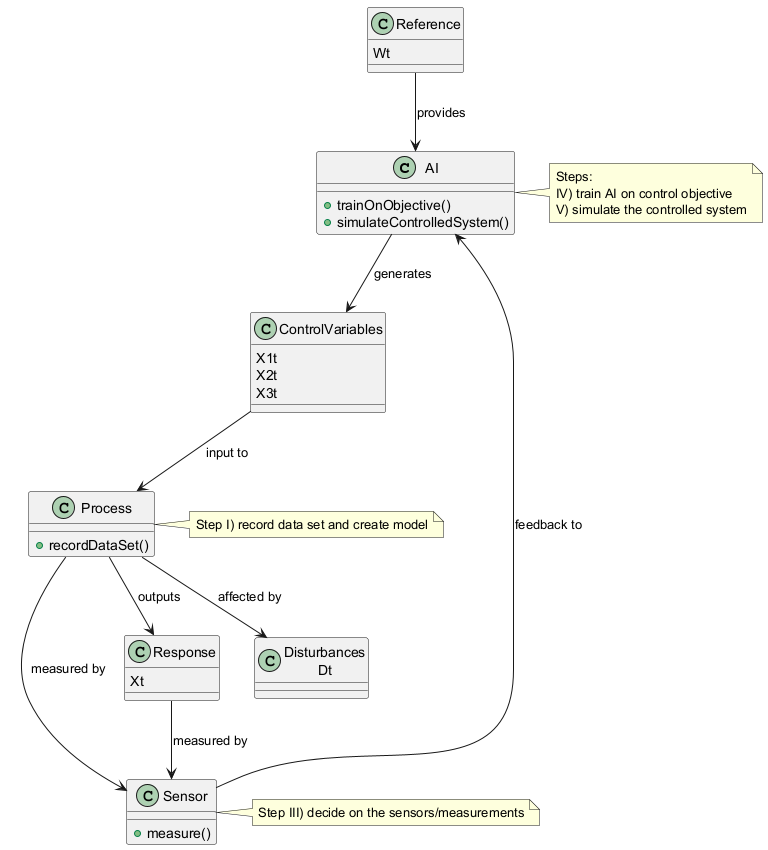 C Reference
Wt
provides
C AI
trainOnObjective()
simulateControlledSystem()
Steps:
IV) train AI on control objective
V) simulate the controlled system
generates
C ControlVariables
X1t
X2t
X3t
input to
C Process
recordDataSet()
Step I) record data set and create model
feedback to
outputs
affected by
measured by
C Response
Xt
C Disturbances
Dt
measured by
C Sensor
measure()
Step III) decide on the sensors/measurements